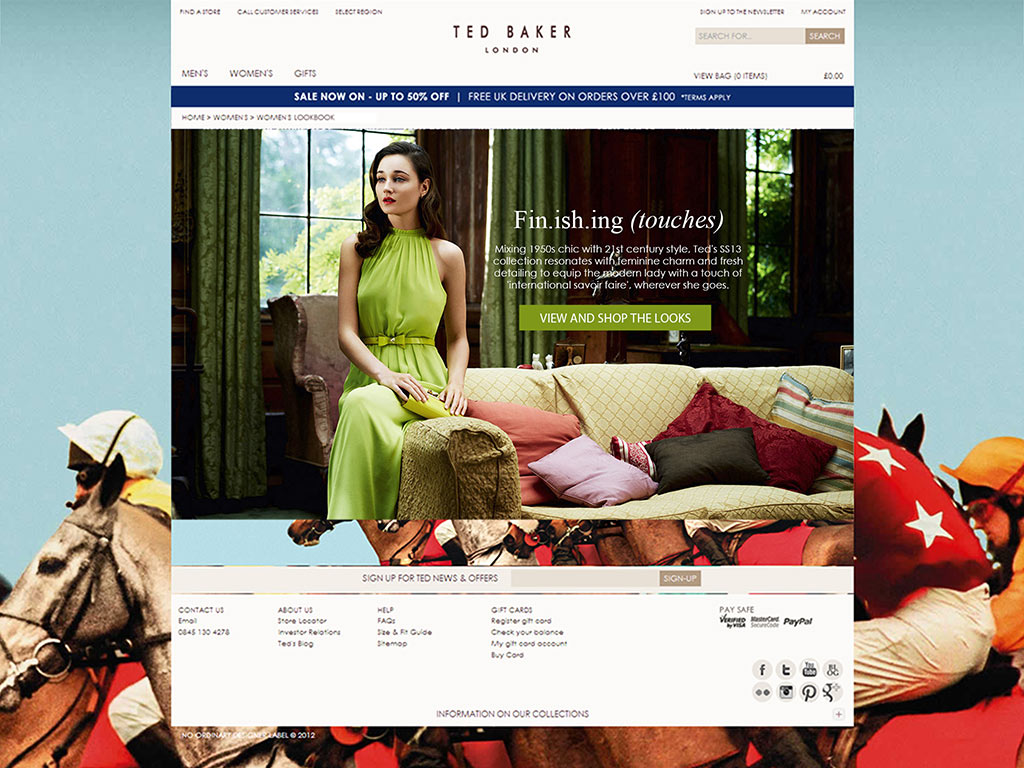 FIND A STORE CALL CUSTOMER SERVICES SELECT REGION SIGN UP TO THE NEWSLETTER MY ACCOUNT
TED BAKER
LONDON
SEARCH FOR... SEARCH
MEN'S WOMEN'S GIFTS VIEW BAG (0 ITEMS) £0.00
SALE NOW ON - UP TO 50% OFF | FREE UK DELIVERY ON ORDERS OVER £100 *TERMS APPLY
HOME > WOMEN'S > WOMEN'S LOOKBOOK
Fin.ish.ing (touches)
Mixing 1950s chic with 21st century style, Ted's SS13
collection resonates with feminine charm and fresh
detailing to equip the modern lady with a touch of
'international savoir faire', wherever she goes.
VIEW AND SHOP THE LOOKS
SIGN UP FOR TED NEWS & OFFERS SIGN-UP
CONTACT US ABOUT US HELP GIFT CARDS PAY SAFE
Email Store Locator FAQs Register gift card VERIFIED by VISA MasterCard. SecureCode PayPal
0845 130 4278 Investor Relations Size & Fit Guide Check your balance
Ted's Blog Sitemap My gift card account
Buy Card
f t You Tube BLOG
g+
INFORMATION ON OUR COLLECTIONS +
NO ORDINARY DESIGNER LABEL © 2012